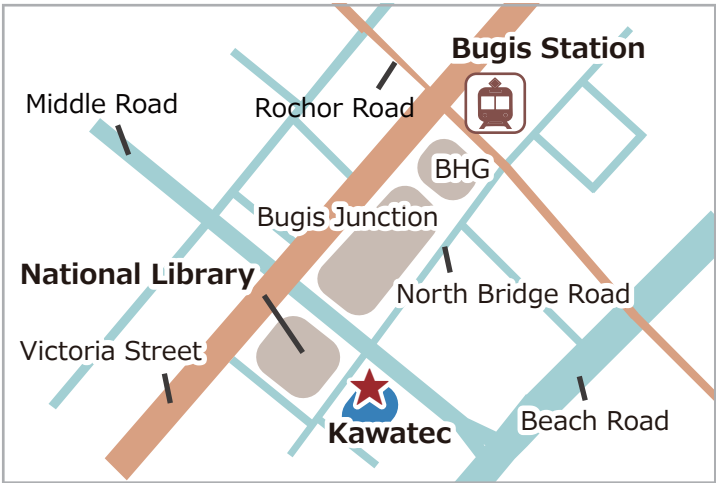 Bugis Station
Middle Road
Rochor Road
BHG
Bugis Junction
National Library
North Bridge Road
Victoria Street
Beach Road
Kawatec